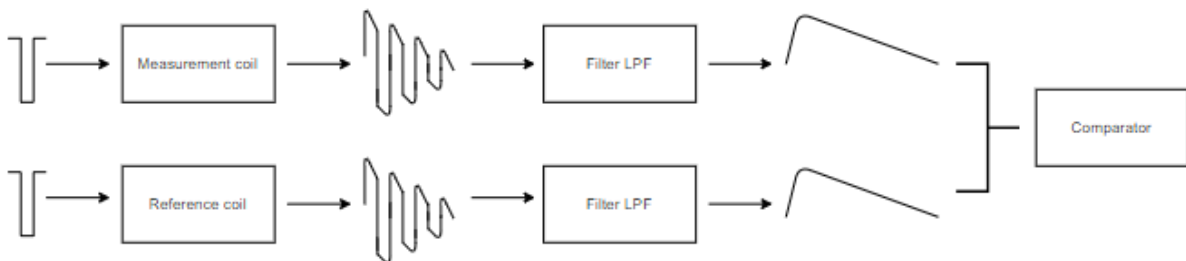 Measurement coil
Filter LPF
Comparator
Reference coil
Filter LPF